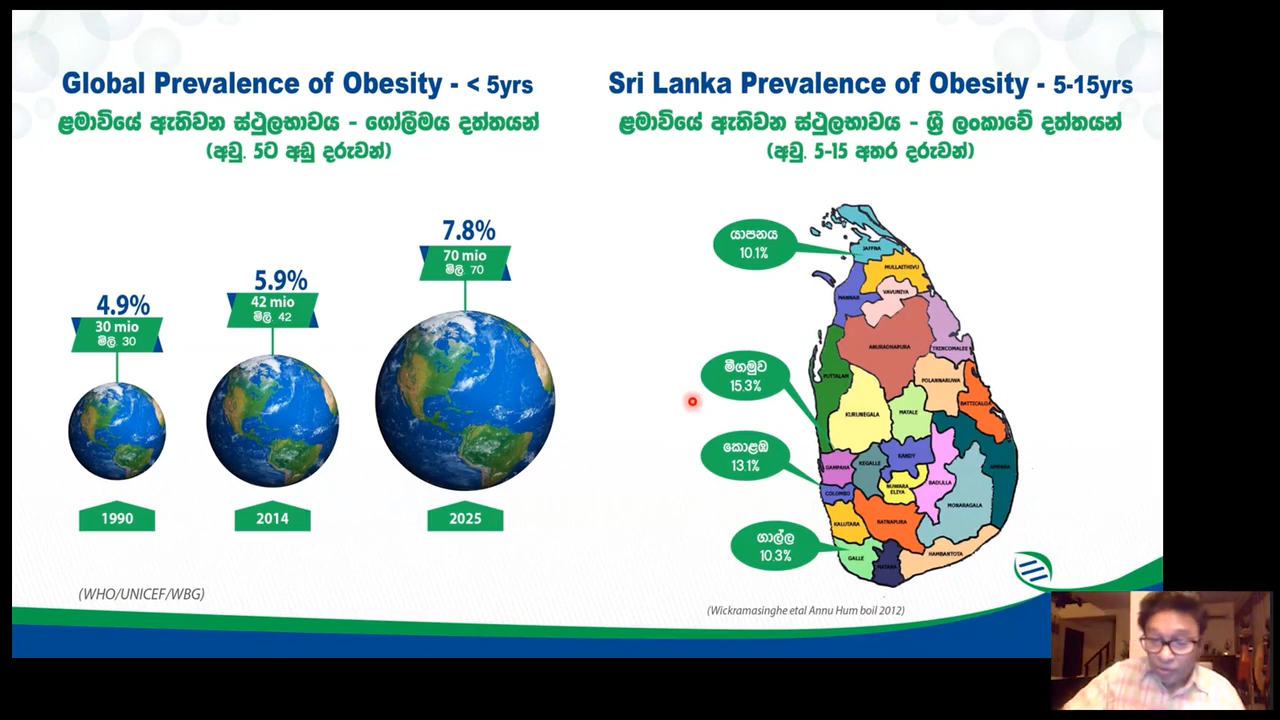 Global Prevalence of Obesity - < 5yrs
ළමාවියේ ඇතිවන ස්ථූලභාවය - ගෝලීමය දත්තයන්
(අවු. 5ට අඩු දරුවන්)
4.9%
30 mio
මිලි. 30
1990
5.9%
42 mio
මිලි. 42
2014
7.8%
70 mio
මිලි. 70
2025
(WHO/UNICEF/WBG)
Sri Lanka Prevalence of Obesity - 5-15yrs
ළමාවියේ ඇතිවන ස්ථූලභාවය - ශ්‍රී ලංකාවේ දත්තයන්
(අවු. 5-15 අතර දරුවන්)
යාපනය
10.1%
මීගමුව
15.3%
කොළඹ
13.1%
ගාල්ල
10.3%
JAFFNA
MULLAITHIVU
MANNAR
VAVUNIYA
ANURADHAPURA
TRINCOMALEE
PUTTALAM
POLANNARUWA
BATTICALOA
KURUNEGALA
MATALE
GAMPAHA
KEGALLE
KANDY
AMPARA
COLOMBO
NUWARA
ELIYA
BADULLA
MONARAGALA
KALUTARA
RATNAPURA
GALLE
MATARA
HAMBANTOTA
(Wickramasinghe etal Annu Hum boil 2012)